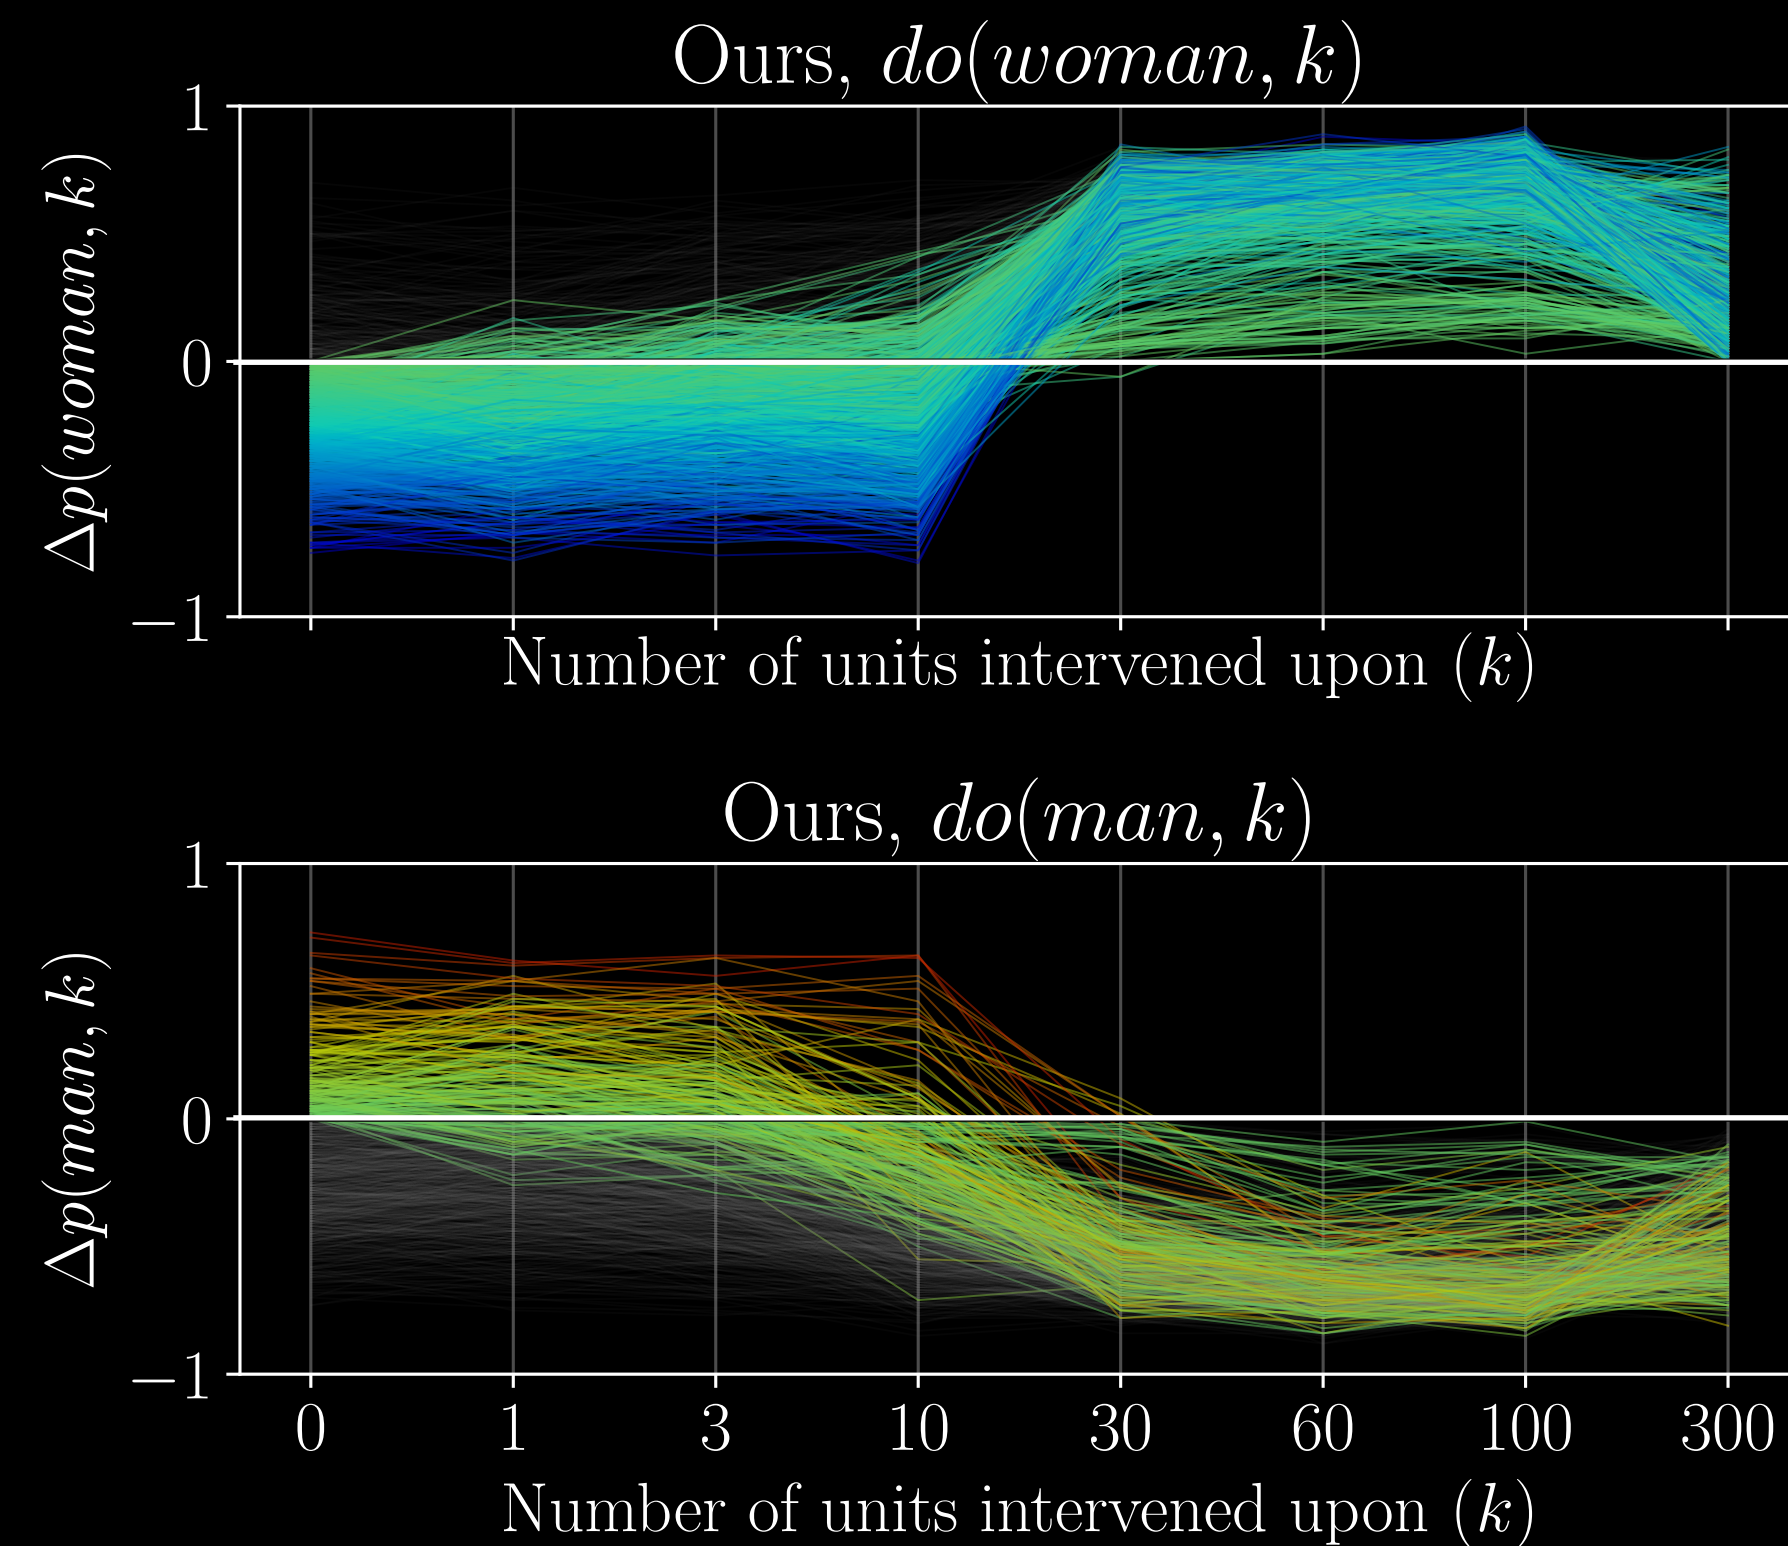 Ours, do(woman, k)
1
0
−1
Δp(woman, k)
Number of units intervened upon (k)
Ours, do(man, k)
1
0
−1
Δp(man, k)
0 1 3 10 30 60 100 300
Number of units intervened upon (k)